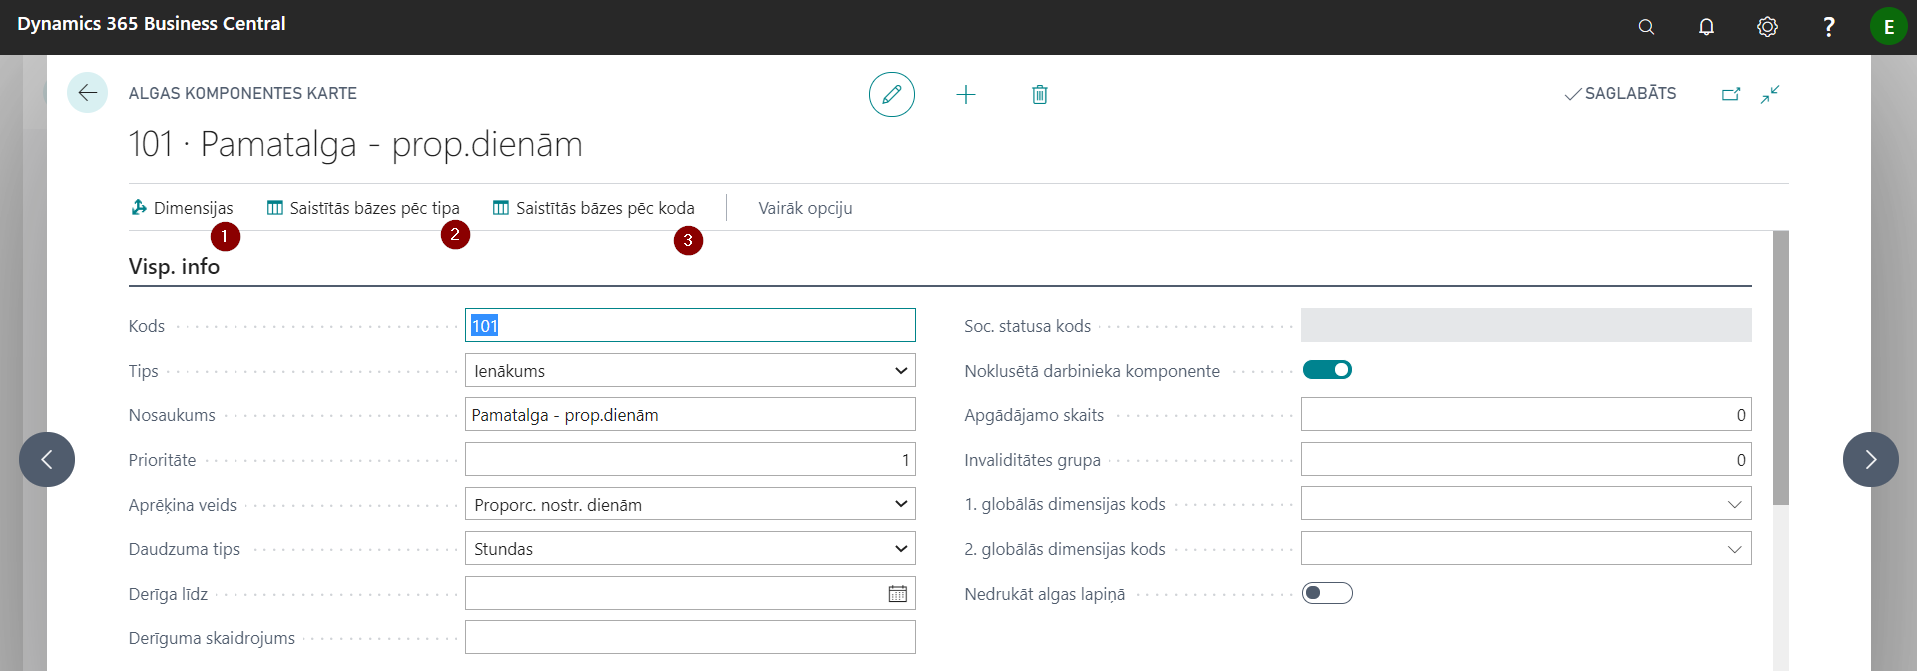 Dynamics 365 Business Central
?
E
ALGAS KOMPONENTES KARTE
SAGLABĀTS
101 · Pamatalga - prop.dienām
Dimensijas
Saistītās bāzes pēc tipa
Saistītās bāzes pēc koda
Vairāk opciju
1
2
3
Visp. info
Kods 101
Tips Ienākums
Nosaukums Pamatalga - prop.dienām
Prioritāte 1
Aprēķina veids Proporc. nostr. dienām
Daudzuma tips Stundas
Derīga līdz
Derīguma skaidrojums
Soc. statusa kods
Noklusētā darbinieka komponente
Apgādājamo skaits 0
Invaliditātes grupa 0
1. globālās dimensijas kods
2. globālās dimensijas kods
Nedrukāt algas lapiņā